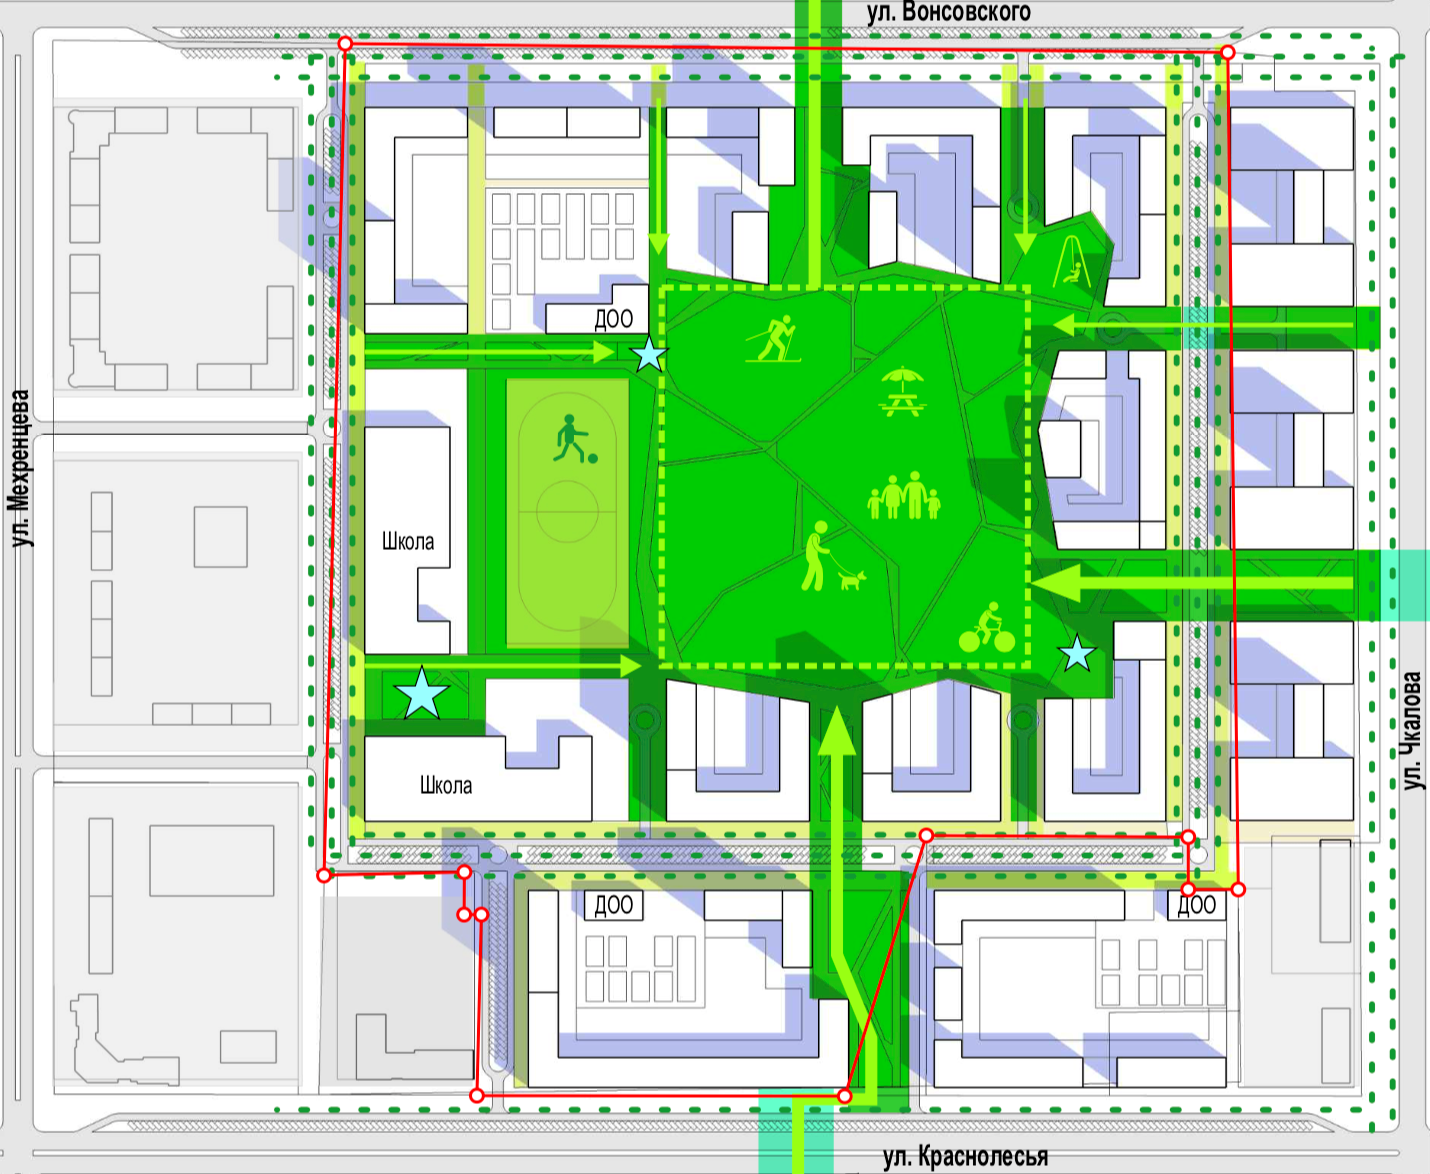 ул. Вонсовского
ДОО
ул. Мехренцева
Школа
ул. Чкалова
Школа
ДОО
ДОО
ул. Краснолесья